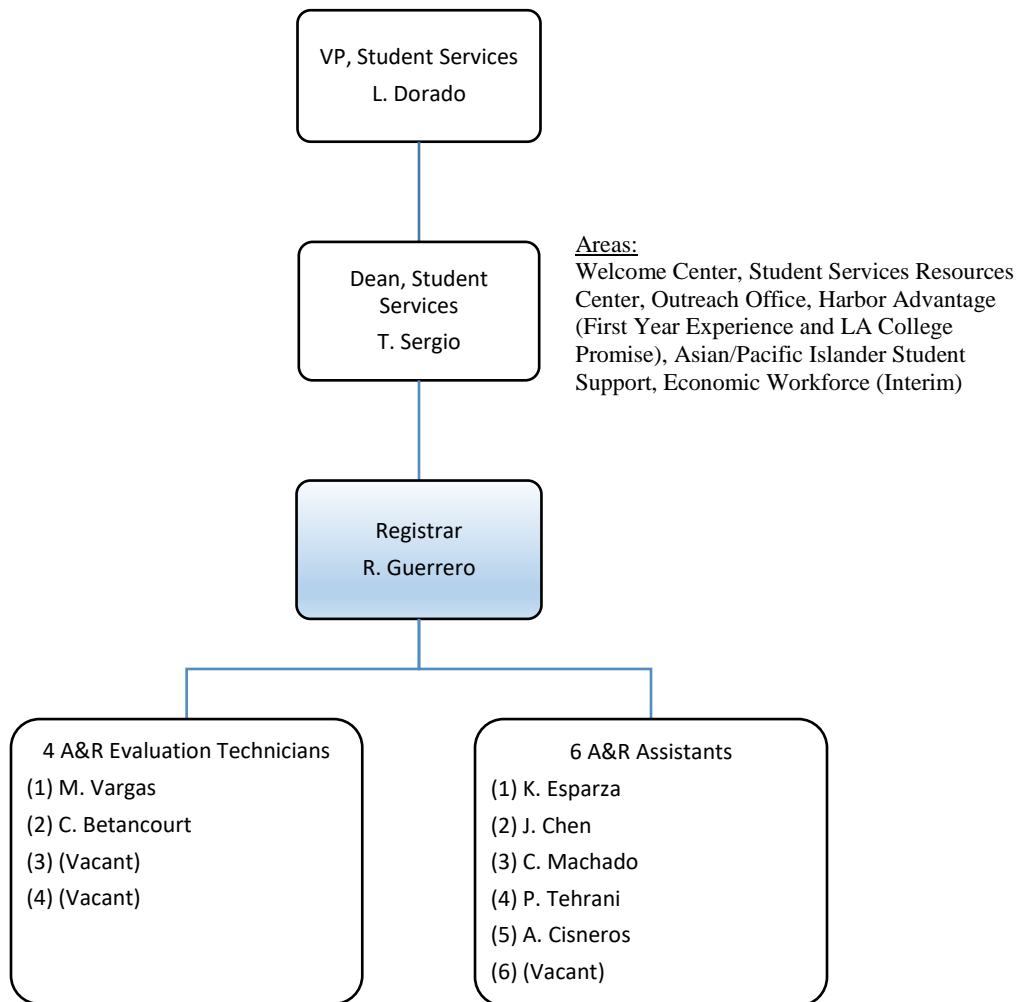 VP, Student Services
L. Dorado
Dean, Student
Services
T. Sergio
Areas:
Welcome Center, Student Services Resources
Center, Outreach Office, Harbor Advantage
(First Year Experience and LA College
Promise), Asian/Pacific Islander Student
Support, Economic Workforce (Interim)
Registrar
R. Guerrero
4 A&R Evaluation Technicians
(1) M. Vargas
(2) C. Betancourt
(3) (Vacant)
(4) (Vacant)
6 A&R Assistants
(1) K. Esparza
(2) J. Chen
(3) C. Machado
(4) P. Tehrani
(5) A. Cisneros
(6) (Vacant)